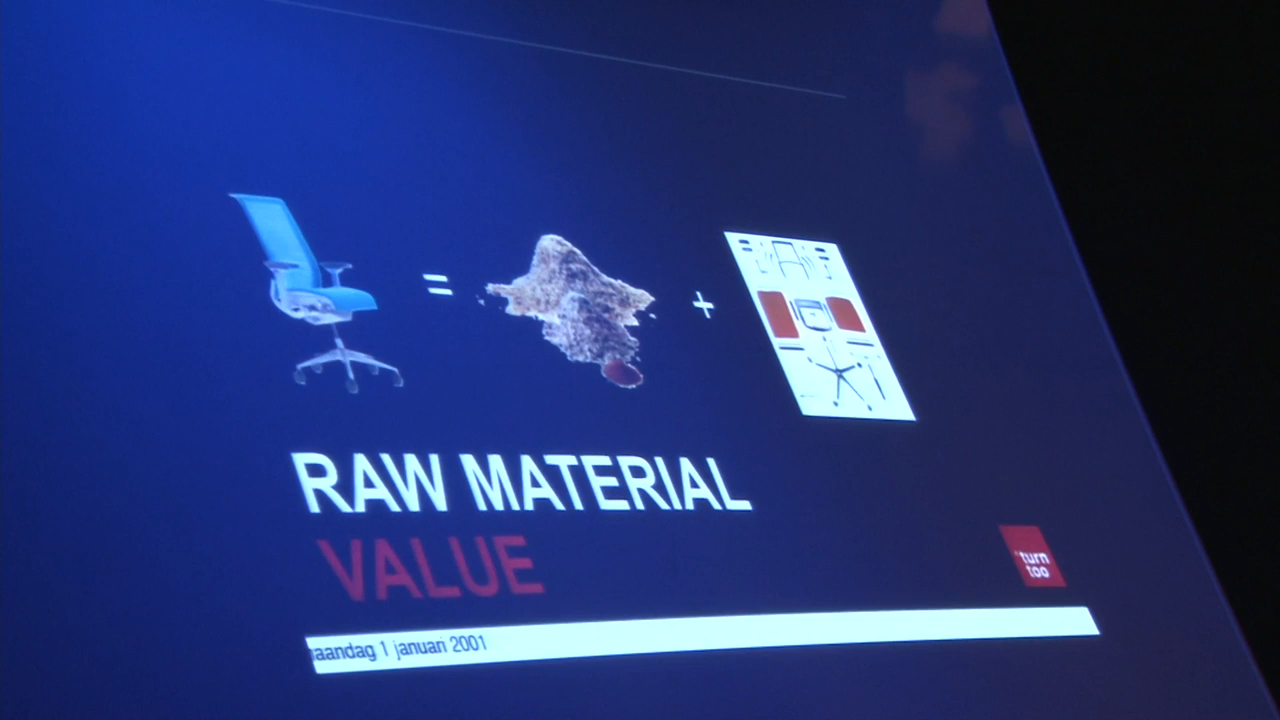 = +
RAW MATERIAL
VALUE
turn
too
aandag 1 januari 2001